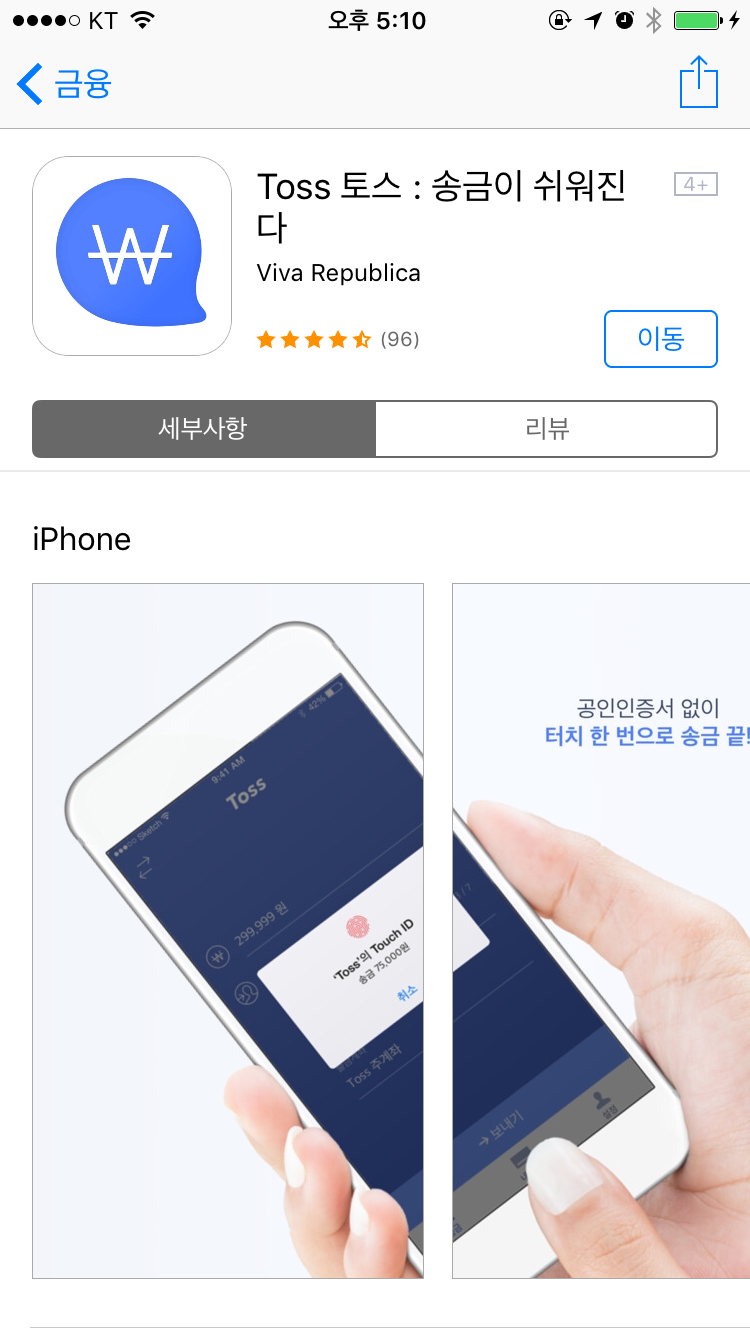 KT
오후 5:10
금융
₩
Toss 토스 : 송금이 쉬워진
다
4+
Viva Republica
(96)
이동
세부사항
리뷰
iPhone
Sketch
9:41 AM
42%
Toss
299,999 원
'Toss'의 Touch ID
송금 75,000원
취소
Toss 주계좌
공인인증서 없이
터치 한 번으로 송금 끝!
/ 7
→ 보내기
설정